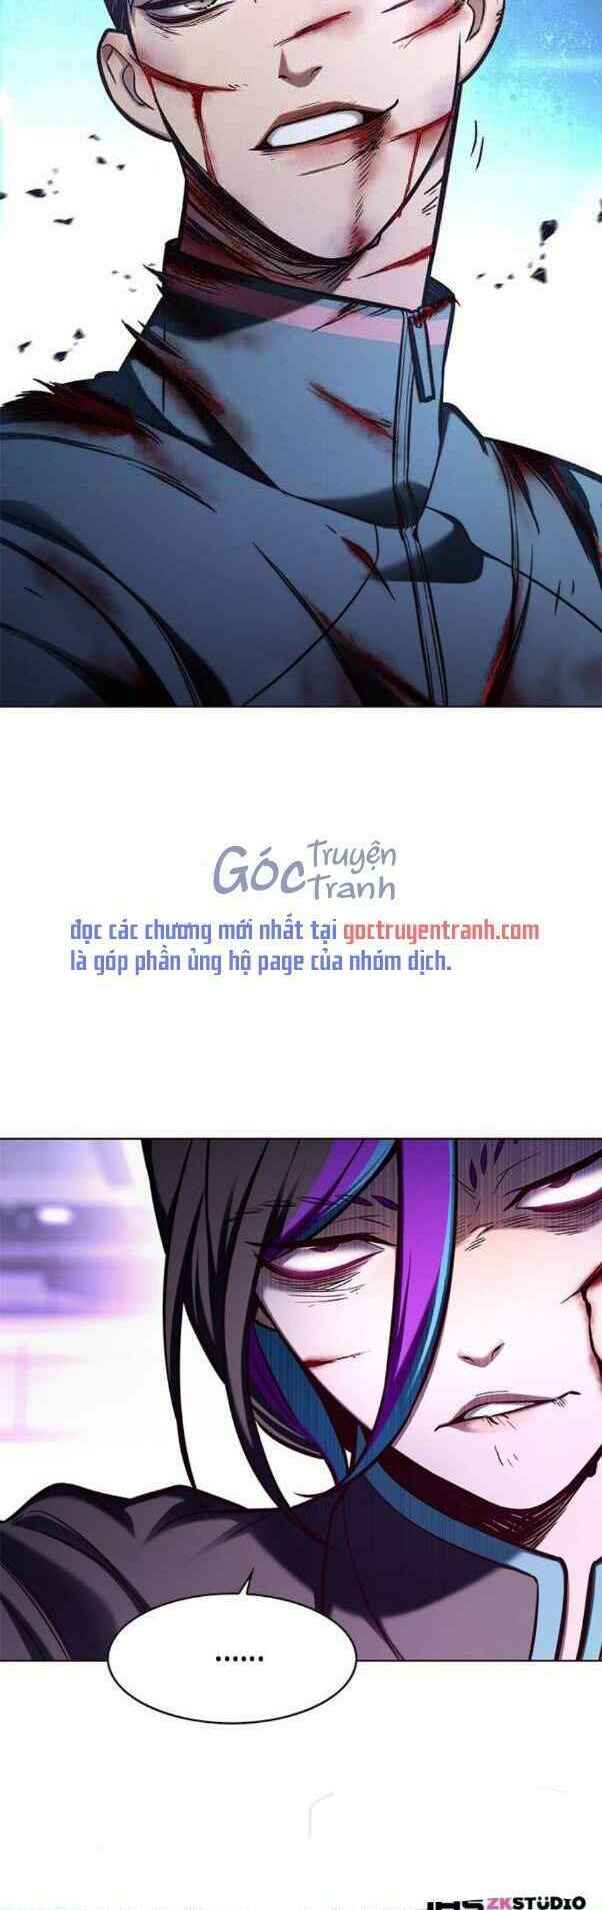 Góc Truyện Tranh
đọc các chương mới nhất tại goctruyentranh.com
là góp phần ủng hộ page của nhóm dịch.
......
ZKSTUDIO